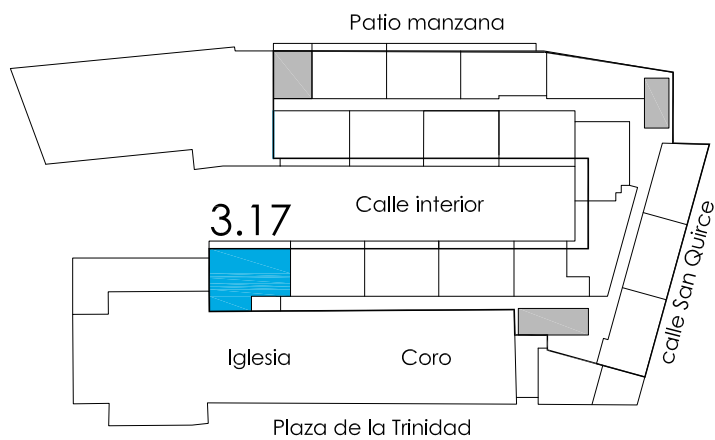 Patio manzana
Calle interior
3.17
calle San Quirce
Iglesia
Coro
Plaza de la Trinidad